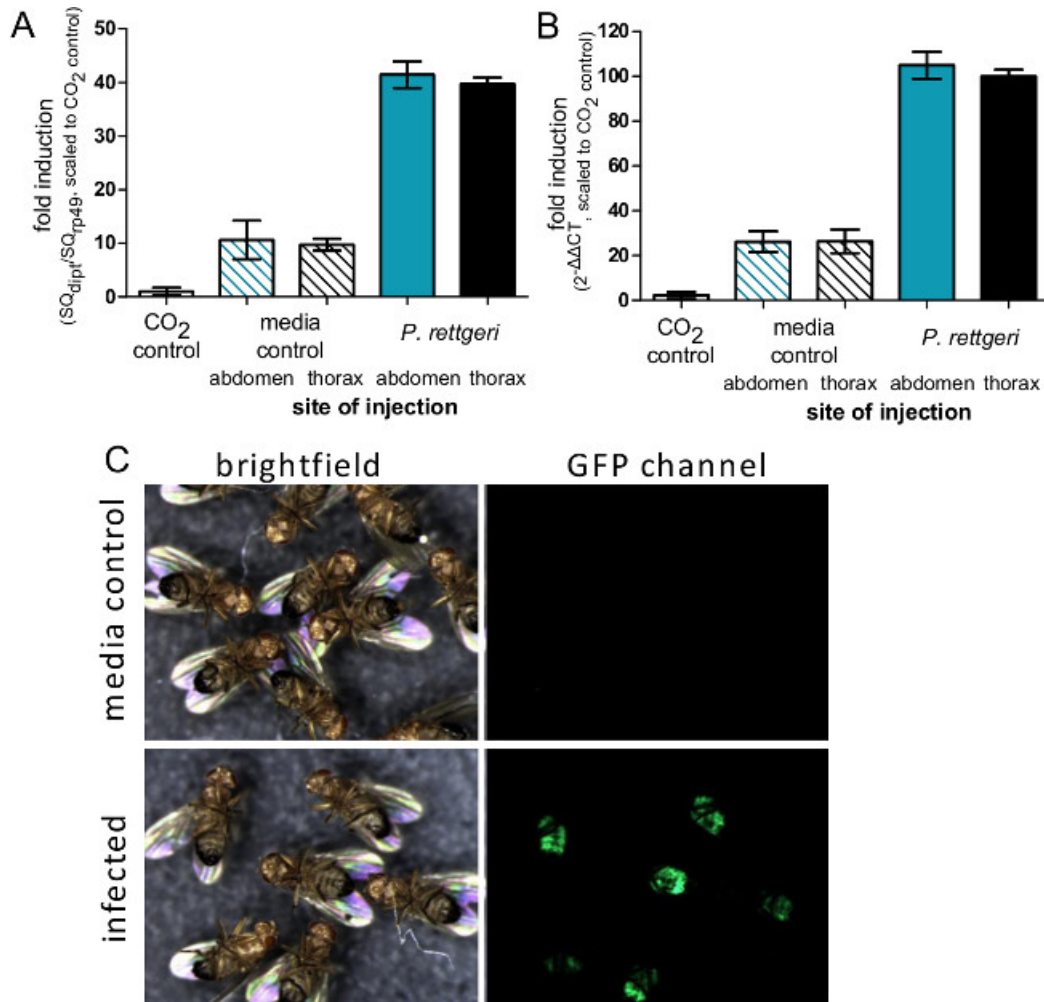 A
fold induction
(SQdipt/SQrp49, scaled to CO2 control)
50
40
30
20
10
0
CO2
control
media
control
P. rettgeri
abdomen thorax abdomen thorax
site of injection
B
fold induction
(2-ΔΔCT, scaled to CO2 control)
120
100
80
60
40
20
0
CO2
control
media
control
P. rettgeri
abdomen thorax abdomen thorax
site of injection
C
brightfield GFP channel
media control
infected